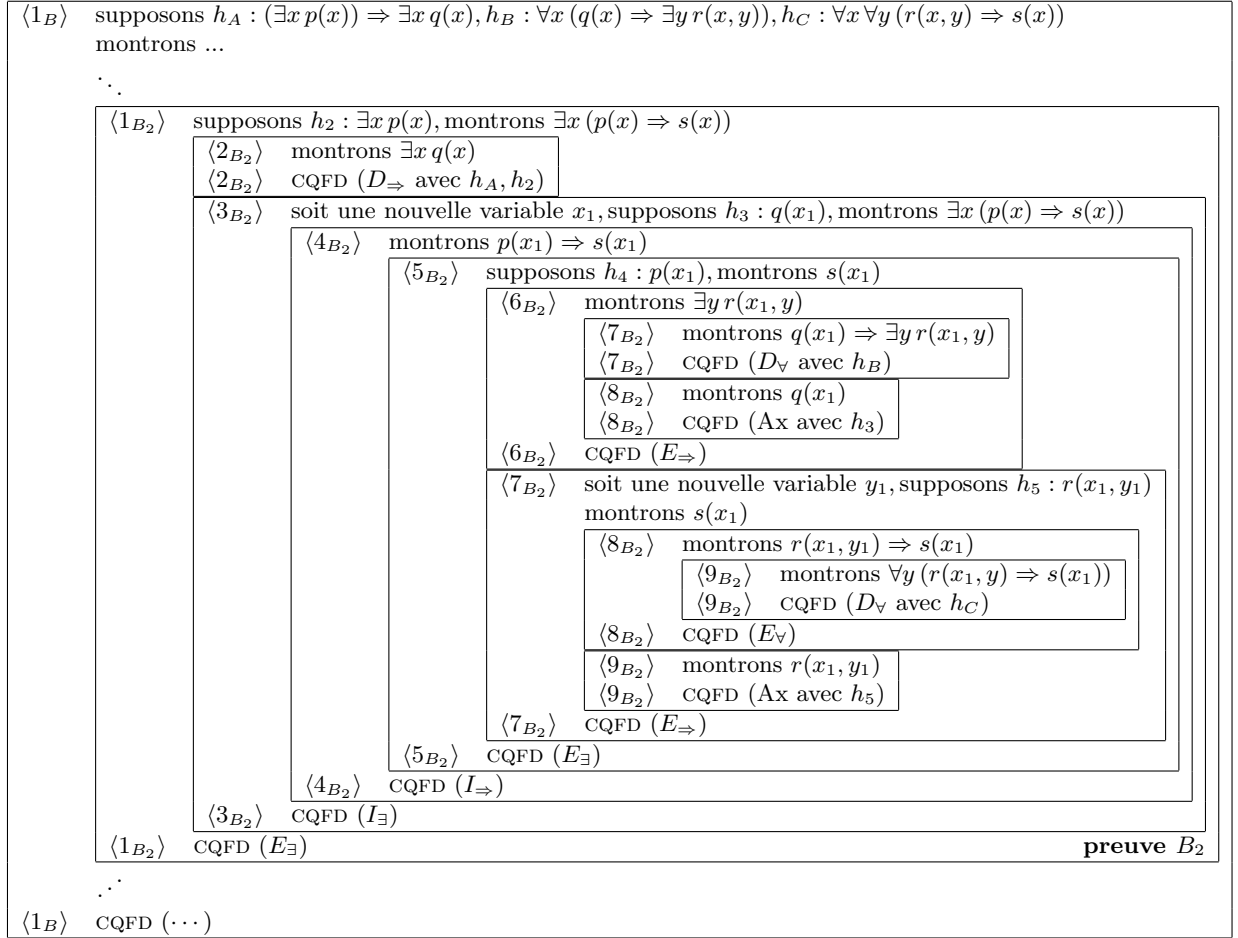 ⟨1_B⟩ supposons h_A : (∃x p(x)) ⇒ ∃x q(x), h_B : ∀x (q(x) ⇒ ∃y r(x, y)), h_C : ∀x ∀y (r(x, y) ⇒ s(x))
montrons ...
⋱
⟨1_{B_2}⟩ supposons h_2 : ∃x p(x), montrons ∃x (p(x) ⇒ s(x))
⟨2_{B_2}⟩ montrons ∃x q(x)
⟨2_{B_2}⟩ CQFD (D_⇒ avec h_A, h_2)
⟨3_{B_2}⟩ soit une nouvelle variable x_1, supposons h_3 : q(x_1), montrons ∃x (p(x) ⇒ s(x))
⟨4_{B_2}⟩ montrons p(x_1) ⇒ s(x_1)
⟨5_{B_2}⟩ supposons h_4 : p(x_1), montrons s(x_1)
⟨6_{B_2}⟩ montrons ∃y r(x_1, y)
⟨7_{B_2}⟩ montrons q(x_1) ⇒ ∃y r(x_1, y)
⟨7_{B_2}⟩ CQFD (D_∀ avec h_B)
⟨8_{B_2}⟩ montrons q(x_1)
⟨8_{B_2}⟩ CQFD (Ax avec h_3)
⟨6_{B_2}⟩ CQFD (E_⇒)
⟨7_{B_2}⟩ soit une nouvelle variable y_1, supposons h_5 : r(x_1, y_1)
montrons s(x_1)
⟨8_{B_2}⟩ montrons r(x_1, y_1) ⇒ s(x_1)
⟨9_{B_2}⟩ montrons ∀y (r(x_1, y) ⇒ s(x_1))
⟨9_{B_2}⟩ CQFD (D_∀ avec h_C)
⟨8_{B_2}⟩ CQFD (E_∀)
⟨9_{B_2}⟩ montrons r(x_1, y_1)
⟨9_{B_2}⟩ CQFD (Ax avec h_5)
⟨7_{B_2}⟩ CQFD (E_⇒)
⟨5_{B_2}⟩ CQFD (E_∃)
⟨4_{B_2}⟩ CQFD (I_⇒)
⟨3_{B_2}⟩ CQFD (I_∃)
⟨1_{B_2}⟩ CQFD (E_∃) preuve B_2
⋰
⟨1_B⟩ CQFD (⋯)